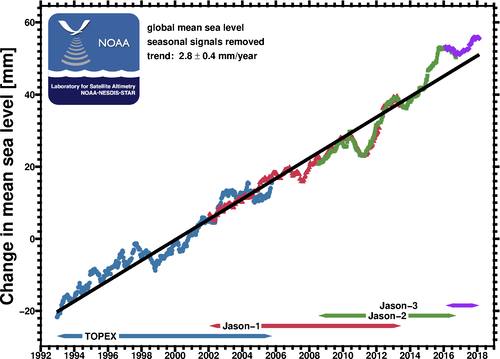 NOAA
Laboratory for Satellite Altimetry
NOAA-NESDIS-STAR
global mean sea level
seasonal signals removed
trend: 2.8 ± 0.4 mm/year
Change in mean sea level [mm]
60
40
20
0
-20
Jason-3
Jason-2
Jason-1
TOPEX
1992 1994 1996 1998 2000 2002 2004 2006 2008 2010 2012 2014 2016 2018